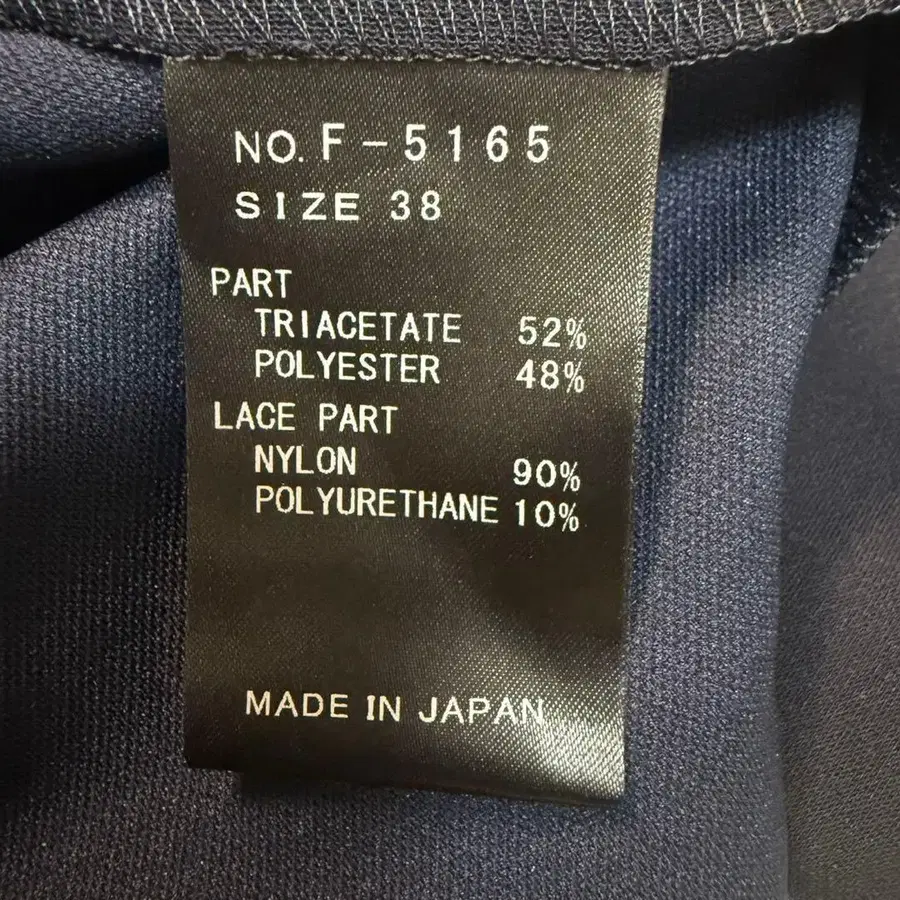 NO. F-5165
SIZE 38
PART
TRIACETATE 52%
POLYESTER 48%
LACE PART
NYLON 90%
POLYURETHANE 10%
MADE IN JAPAN